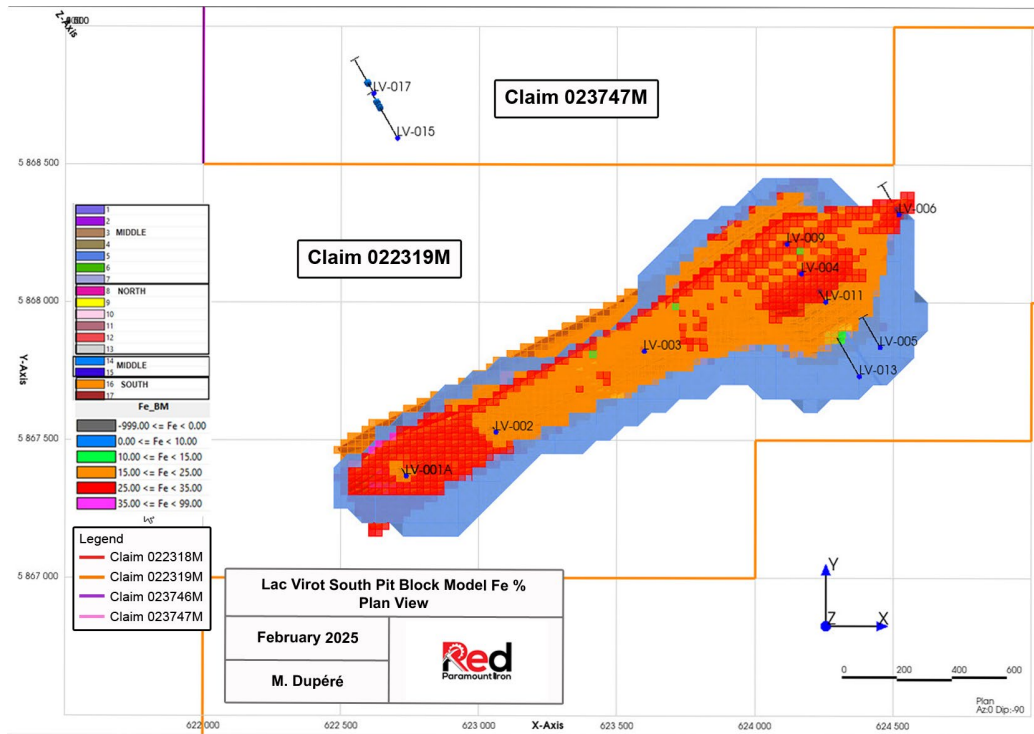 Z-Axis
LV-017
LV-015
Claim 023747M
5 868 500
1
2
3 MIDDLE
4
5
6
7
8 NORTH
9
10
11
12
13
14 MIDDLE
15
16 SOUTH
17
Claim 022319M
LV-006
LV-009
LV-004
LV-011
5 868 000
LV-003
LV-005
LV-013
Y-Axis
Fe_BM
-999.00 <= Fe < 0.00
0.00 <= Fe < 10.00
10.00 <= Fe < 15.00
15.00 <= Fe < 25.00
25.00 <= Fe < 35.00
35.00 <= Fe < 99.00
5 867 500
LV-002
LV-001A
Legend
Claim 022318M
Claim 022319M
Claim 023746M
Claim 023747M
5 867 000
Lac Virot South Pit Block Model Fe %
Plan View
February 2025
M. Dupéré
Red
Paramount Iron
Y
Z
X
0 200 400 600
Plan
Az:0 Dip:-90
622 000
622 500
623 000
X-Axis
623 500
624 000
624 500